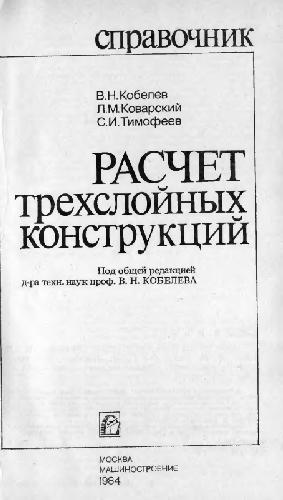 справочник
В.Н.Кобелев
Л.М.Коварский
С.И.Тимофеев
РАСЧЕТ
трехслойных
конструкций
Под общей редакцией
д-ра техн. наук проф. В. Н. КОБЕЛЕВА
МОСКВА
МАШИНОСТРОЕНИЕ
1984